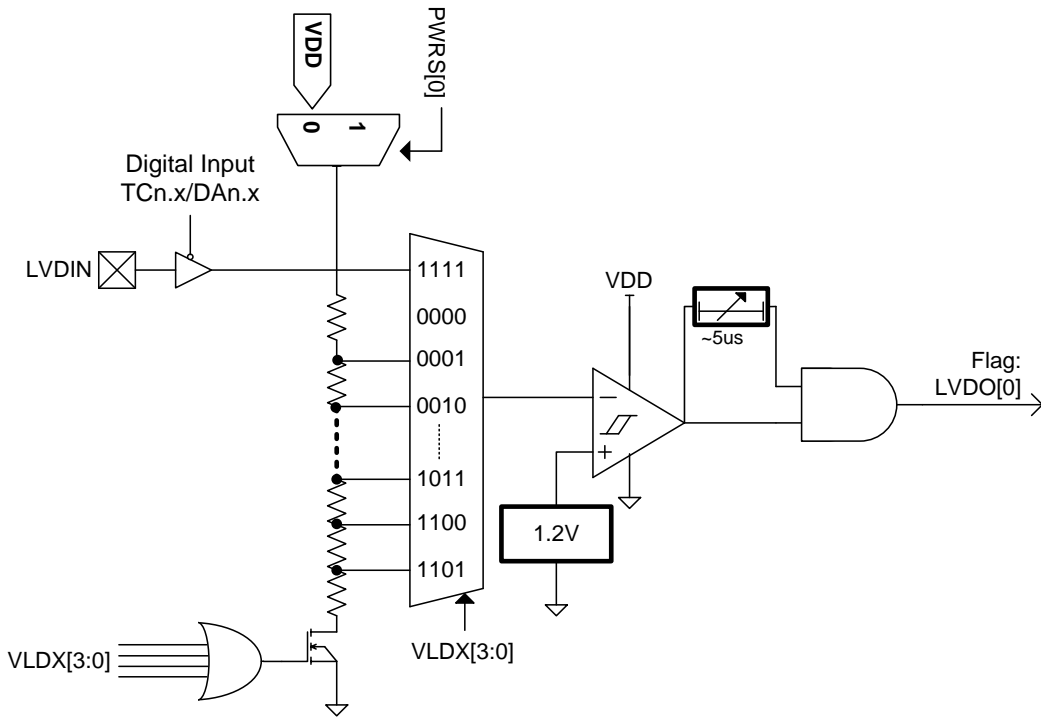 VDD
PWRS[0]
0
1
Digital Input
TCn.x/DAn.x
LVDIN
1111
0000
0001
0010
1011
1100
1101
VLDX[3:0]
VLDX[3:0]
VDD
−
+
1.2V
~5us
Flag:
LVDO[0]